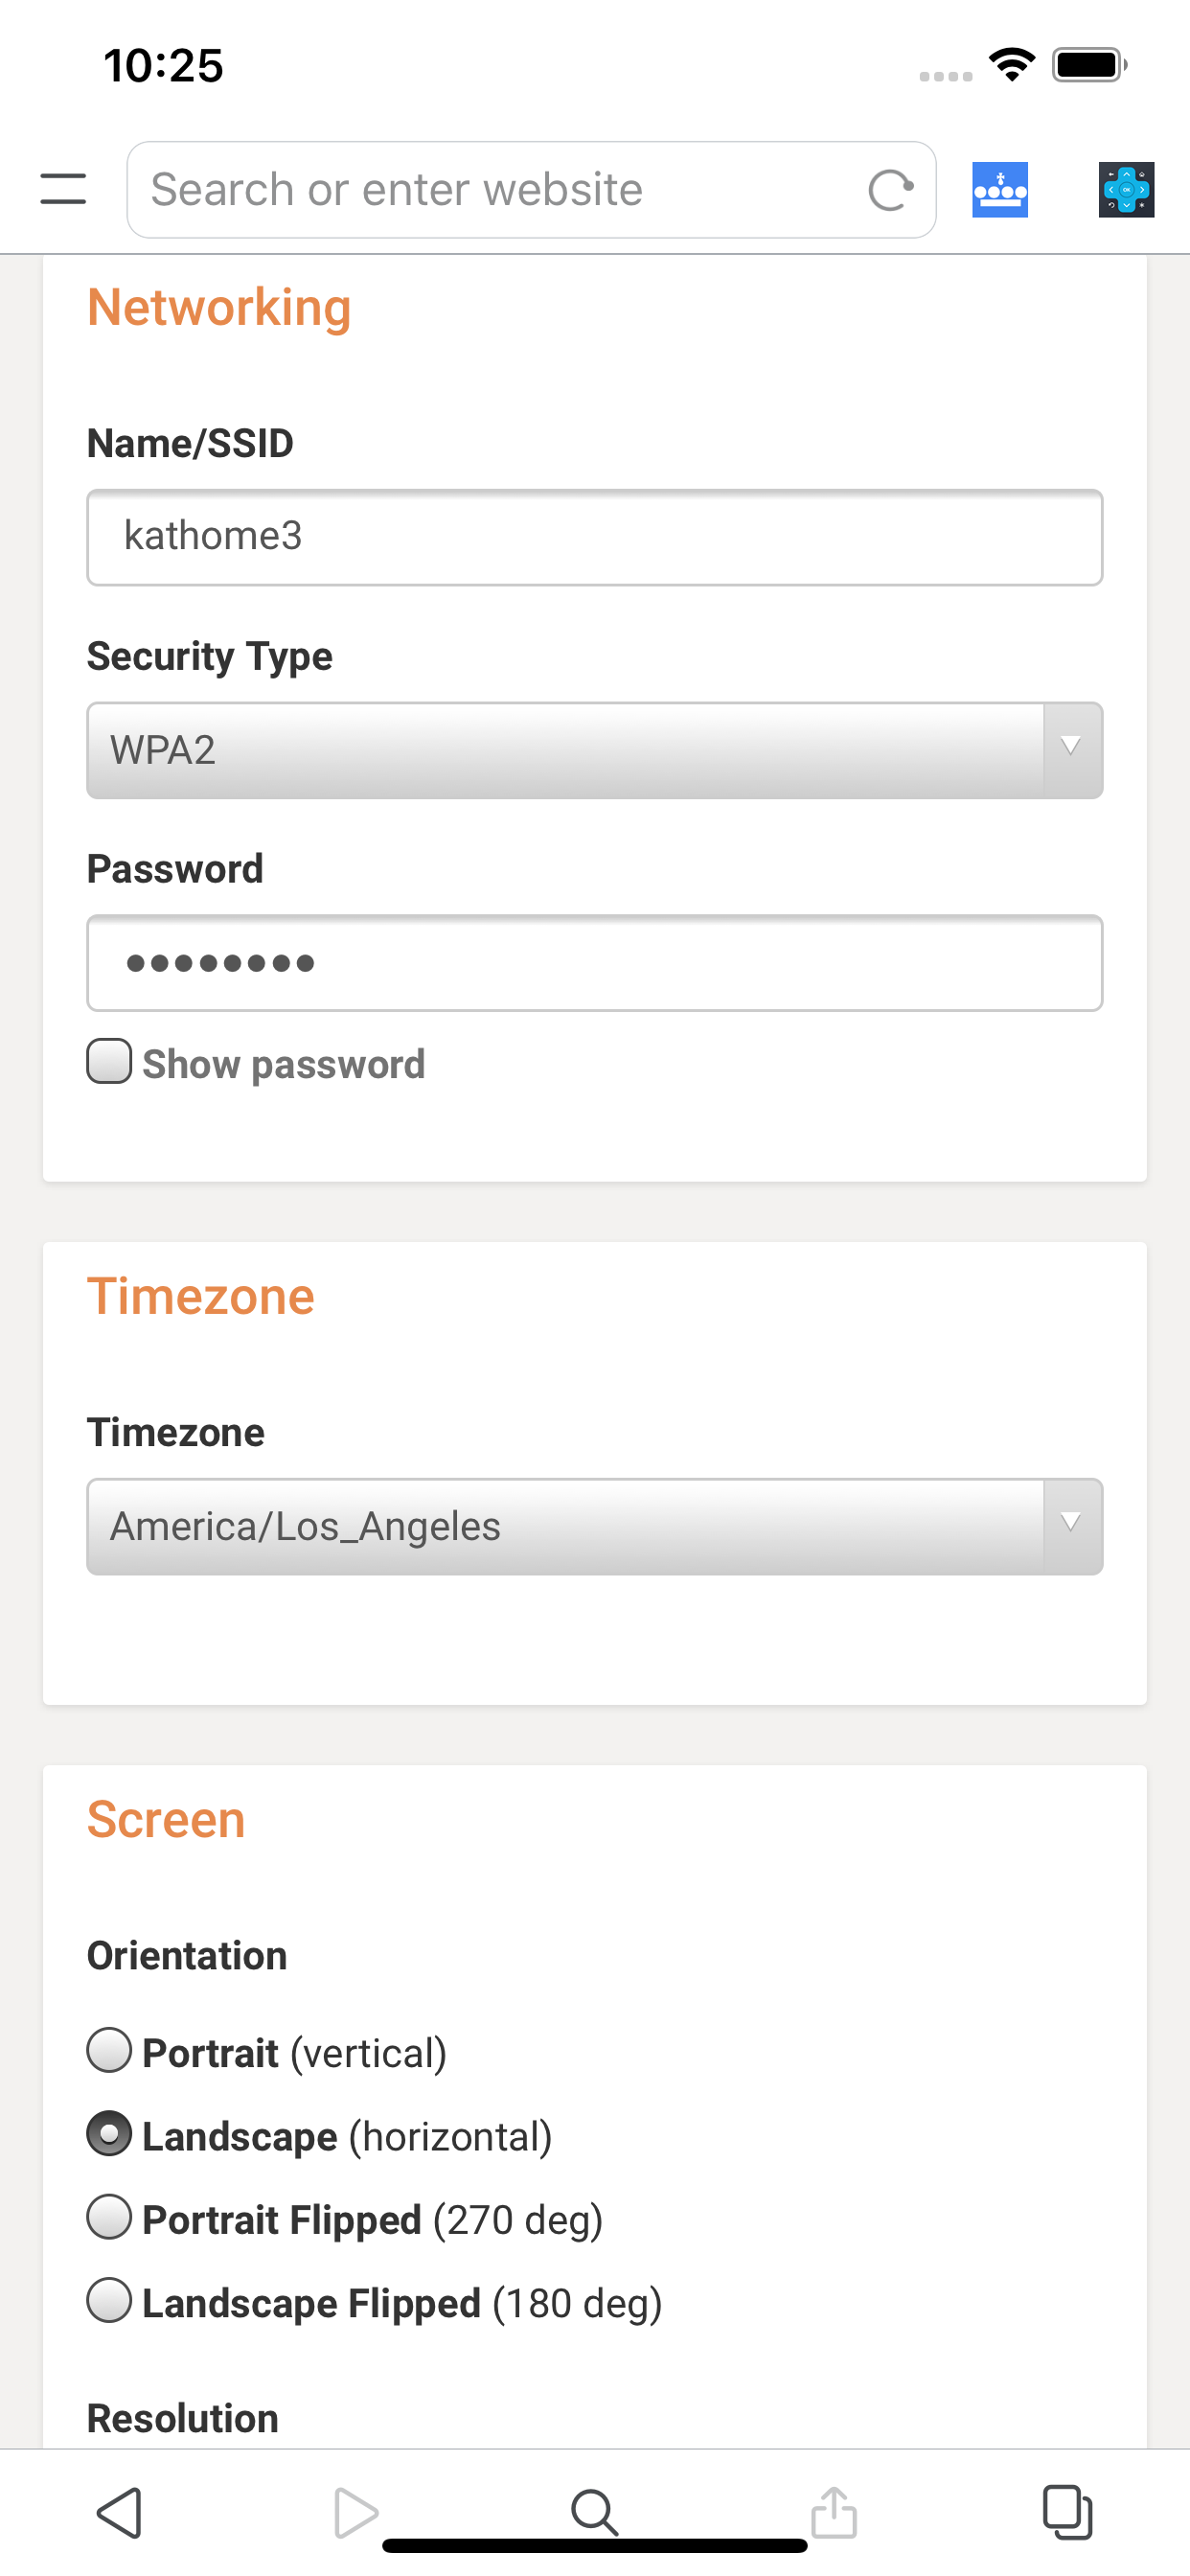 10:25
Search or enter website
Networking
Name/SSID
kathome3
Security Type
WPA2
Password
••••••••
Show password
Timezone
Timezone
America/Los_Angeles
Screen
Orientation
Portrait (vertical)
Landscape (horizontal)
Portrait Flipped (270 deg)
Landscape Flipped (180 deg)
Resolution